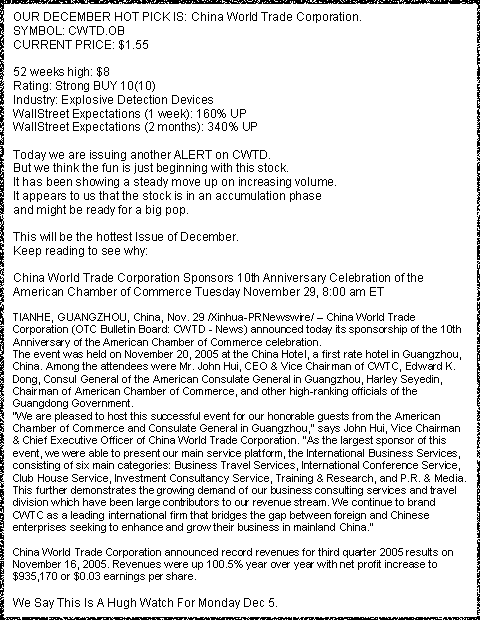 OUR DECEMBER HOT PICK IS: China World Trade Corporation.
SYMBOL: CWTD.OB
CURRENT PRICE: $1.55
52 weeks high: $8
Rating: Strong BUY 10(10)
Industry: Explosive Detection Devices
WallStreet Expectations (1 week): 160% UP
WallStreet Expectations (2 months): 340% UP
Today we are issuing another ALERT on CWTD.
But we think the fun is just beginning with this stock.
It has been showing a steady move up on increasing volume.
It appears to us that the stock is in an accumulation phase
and might be ready for a big pop.
This will be the hottest Issue of December.
Keep reading to see why:
China World Trade Corporation Sponsors 10th Anniversary Celebration of the
American Chamber of Commerce Tuesday November 29, 8:00 am ET
TIANHE, GUANGZHOU, China, Nov. 29 /Xinhua-PRNewswire/ – China World Trade
Corporation (OTC Bulletin Board: CWTD - News) announced today its sponsorship of the 10th
Anniversary of the American Chamber of Commerce celebration.
The event was held on November 20, 2005 at the China Hotel, a first rate hotel in Guangzhou,
China. Among the attendees were Mr. John Hui, CEO & Vice Chairman of CWTC, Edward K.
Dong, Consul General of the American Consulate General in Guangzhou, Harley Seyedin,
Chairman of American Chamber of Commerce, and other high-ranking officials of the
Guangdong Government.
"We are pleased to host this successful event for our honorable guests from the American
Chamber of Commerce and Consulate General in Guangzhou," says John Hui, Vice Chairman
& Chief Executive Officer of China World Trade Corporation. "As the largest sponsor of this
event, we were able to present our main service platform, the International Business Services,
consisting of six main categories: Business Travel Services, International Conference Service,
Club House Service, Investment Consultancy Service, Training & Research, and P.R. & Media.
This further demonstrates the growing demand of our business consulting services and travel
division which have been large contributors to our revenue stream. We continue to brand
CWTC as a leading international firm that bridges the gap between foreign and Chinese
enterprises seeking to enhance and grow their business in mainland China."
China World Trade Corporation announced record revenues for third quarter 2005 results on
November 16, 2005. Revenues were up 100.5% year over year with net profit increase to
$935,170 or $0.03 earnings per share.
We Say This Is A Hugh Watch For Monday Dec 5.